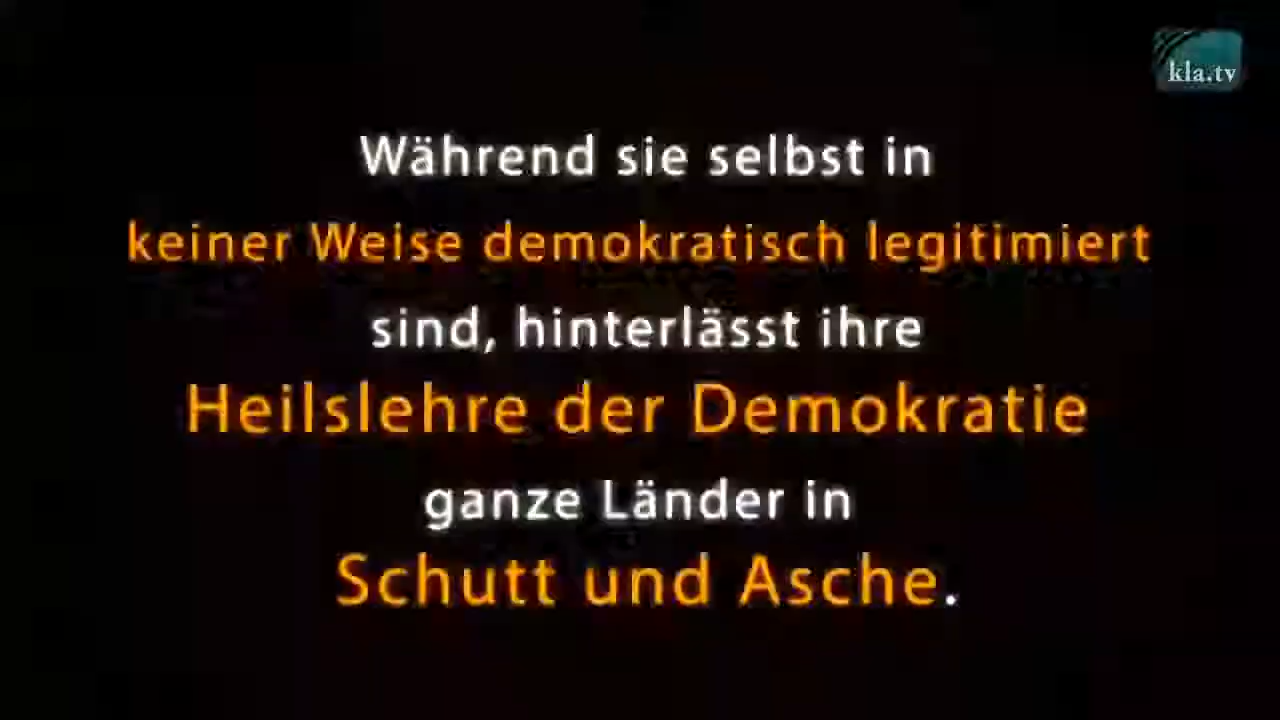 kla.tv
Während sie selbst in
keiner Weise demokratisch legitimiert
sind, hinterlässt ihre
Heilslehre der Demokratie
ganze Länder in
Schutt und Asche.